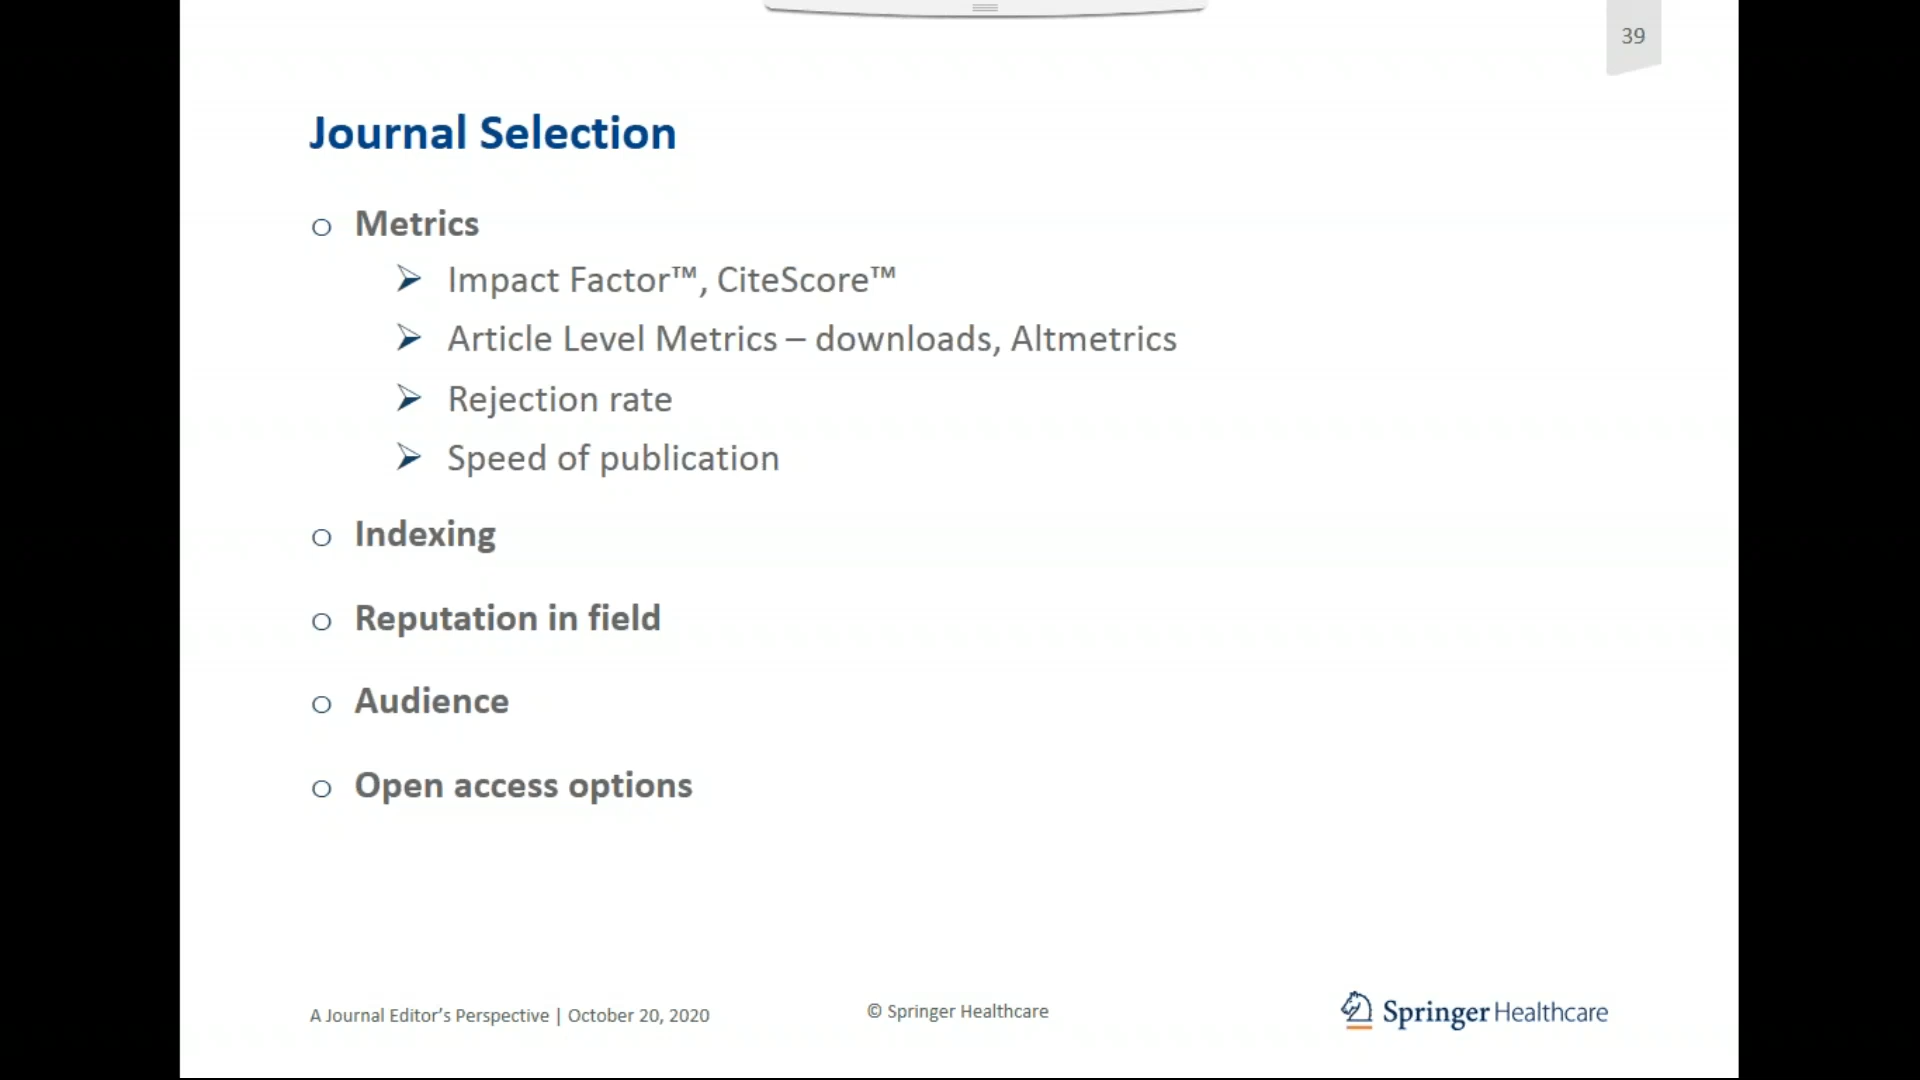 39
Journal Selection
o Metrics
➢ Impact Factor™, CiteScore™
➢ Article Level Metrics – downloads, Altmetrics
➢ Rejection rate
➢ Speed of publication
o Indexing
o Reputation in field
o Audience
o Open access options
A Journal Editor's Perspective | October 20, 2020
© Springer Healthcare
Springer Healthcare